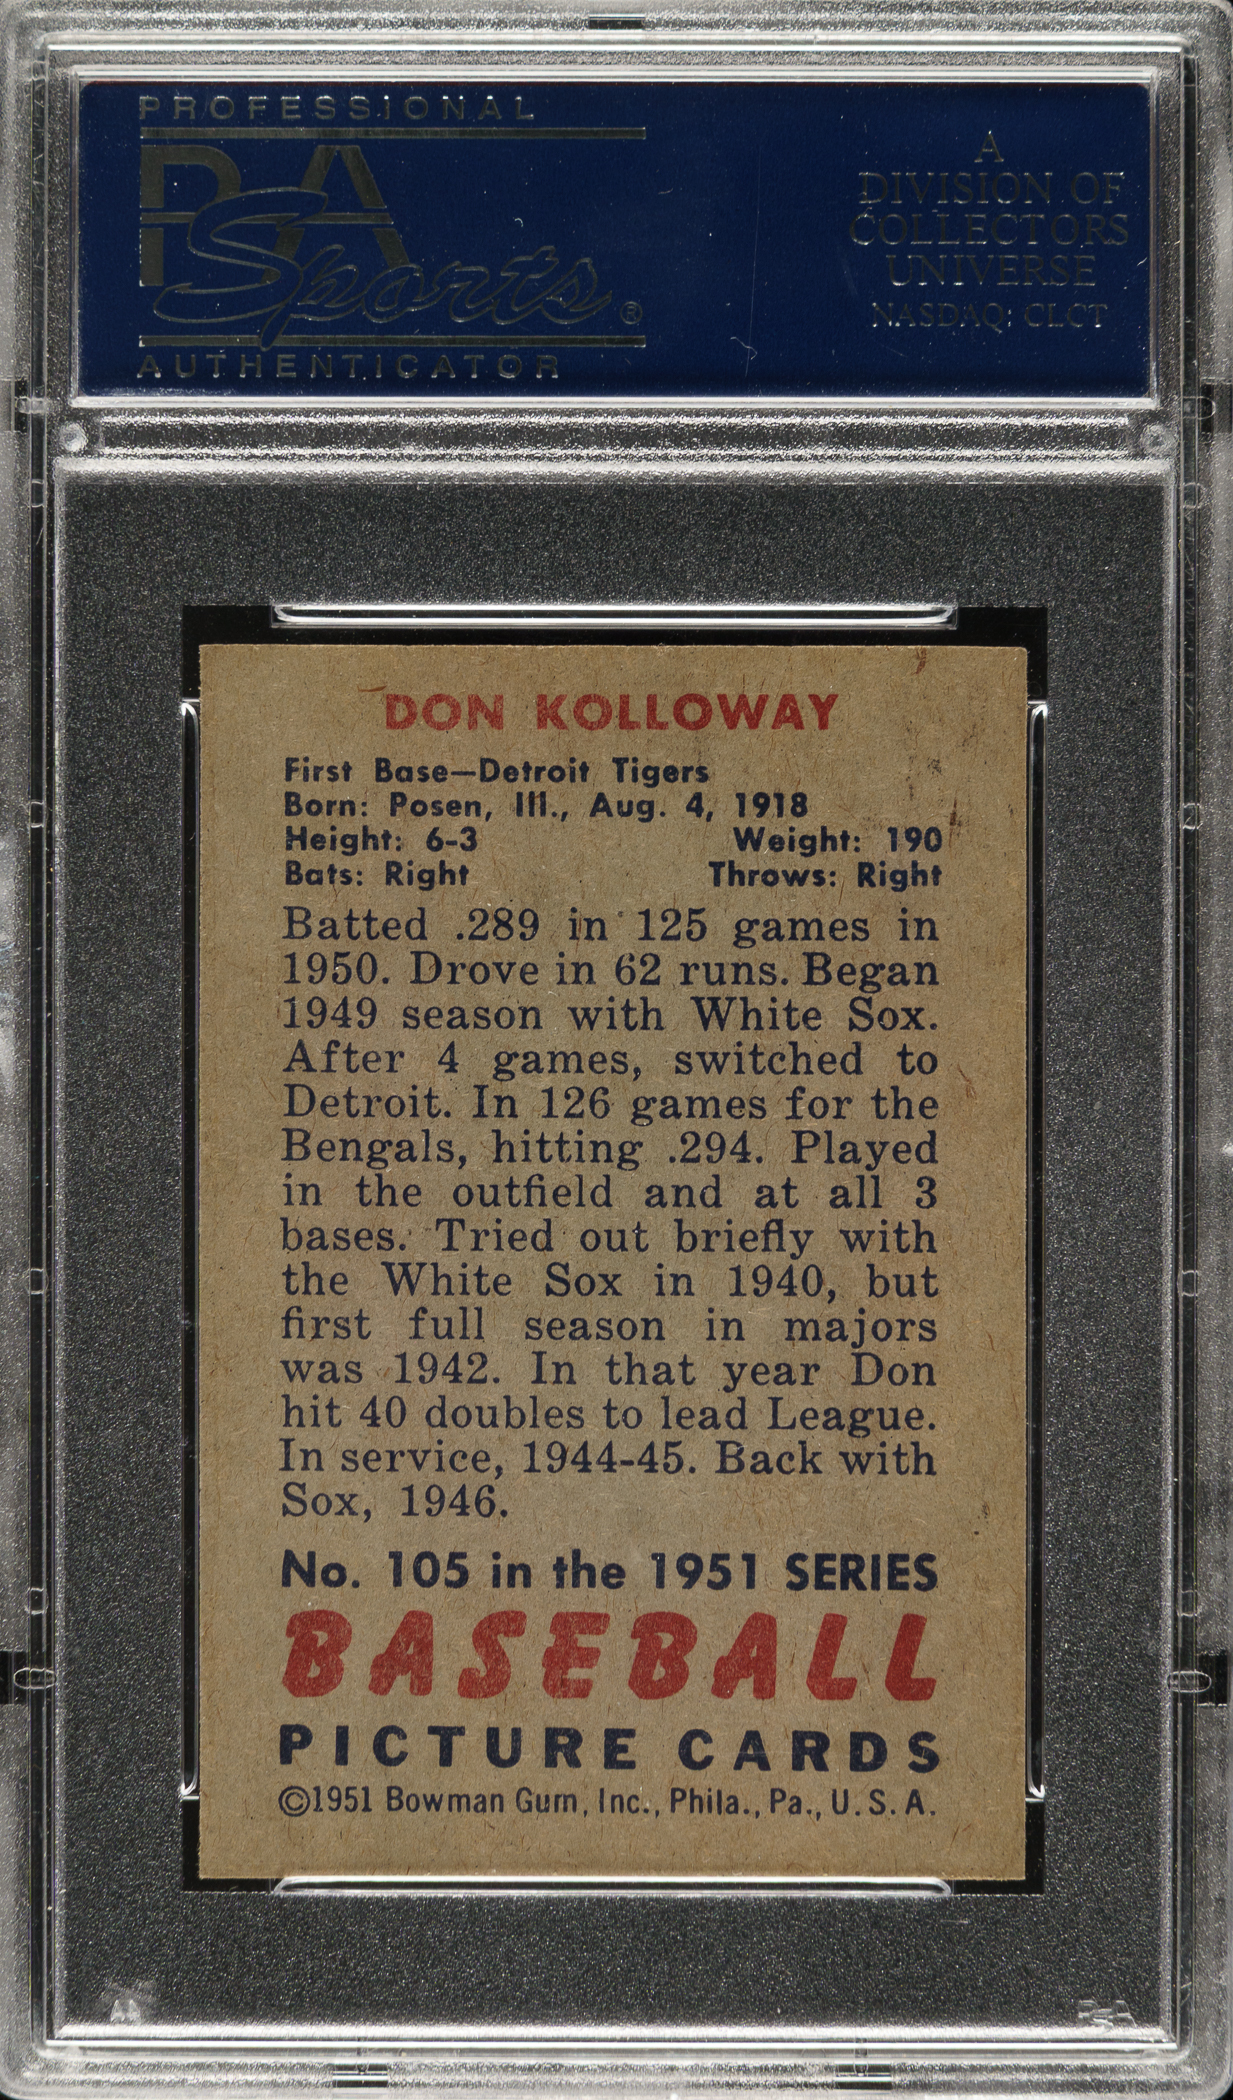 PROFESSIONAL
PSA
Sports®
AUTHENTICATOR
A
DIVISION OF
COLLECTORS
UNIVERSE
NASDAQ: CLCT
DON KOLLOWAY
First Base—Detroit Tigers
Born: Posen, Ill., Aug. 4, 1918
Height: 6-3 Weight: 190
Bats: Right Throws: Right
Batted .289 in 125 games in
1950. Drove in 62 runs. Began
1949 season with White Sox.
After 4 games, switched to
Detroit. In 126 games for the
Bengals, hitting .294. Played
in the outfield and at all 3
bases. Tried out briefly with
the White Sox in 1940, but
first full season in majors
was 1942. In that year Don
hit 40 doubles to lead League.
In service, 1944-45. Back with
Sox, 1946.
No. 105 in the 1951 SERIES
BASEBALL
PICTURE CARDS
©1951 Bowman Gum, Inc., Phila., Pa., U.S.A.
AA
PSA